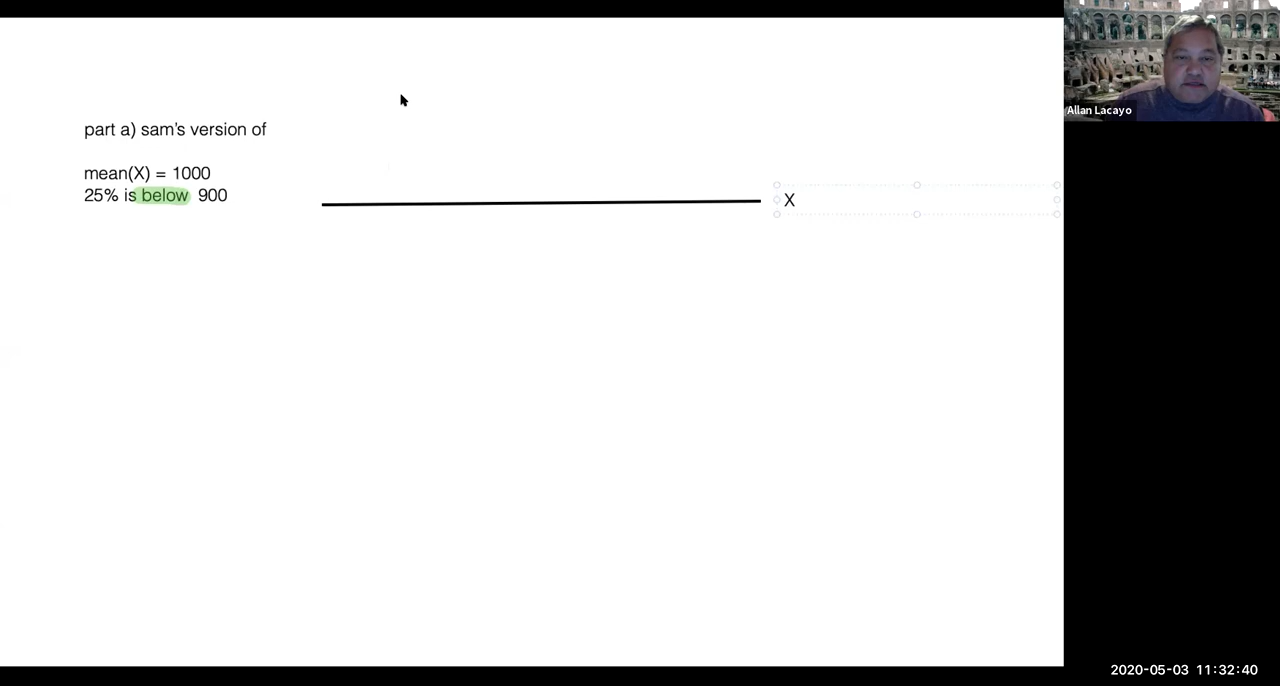 part a) sam's version of
mean(X) = 1000
25% is below 900
X
Allan Lacayo
2020-05-03 11:32:40